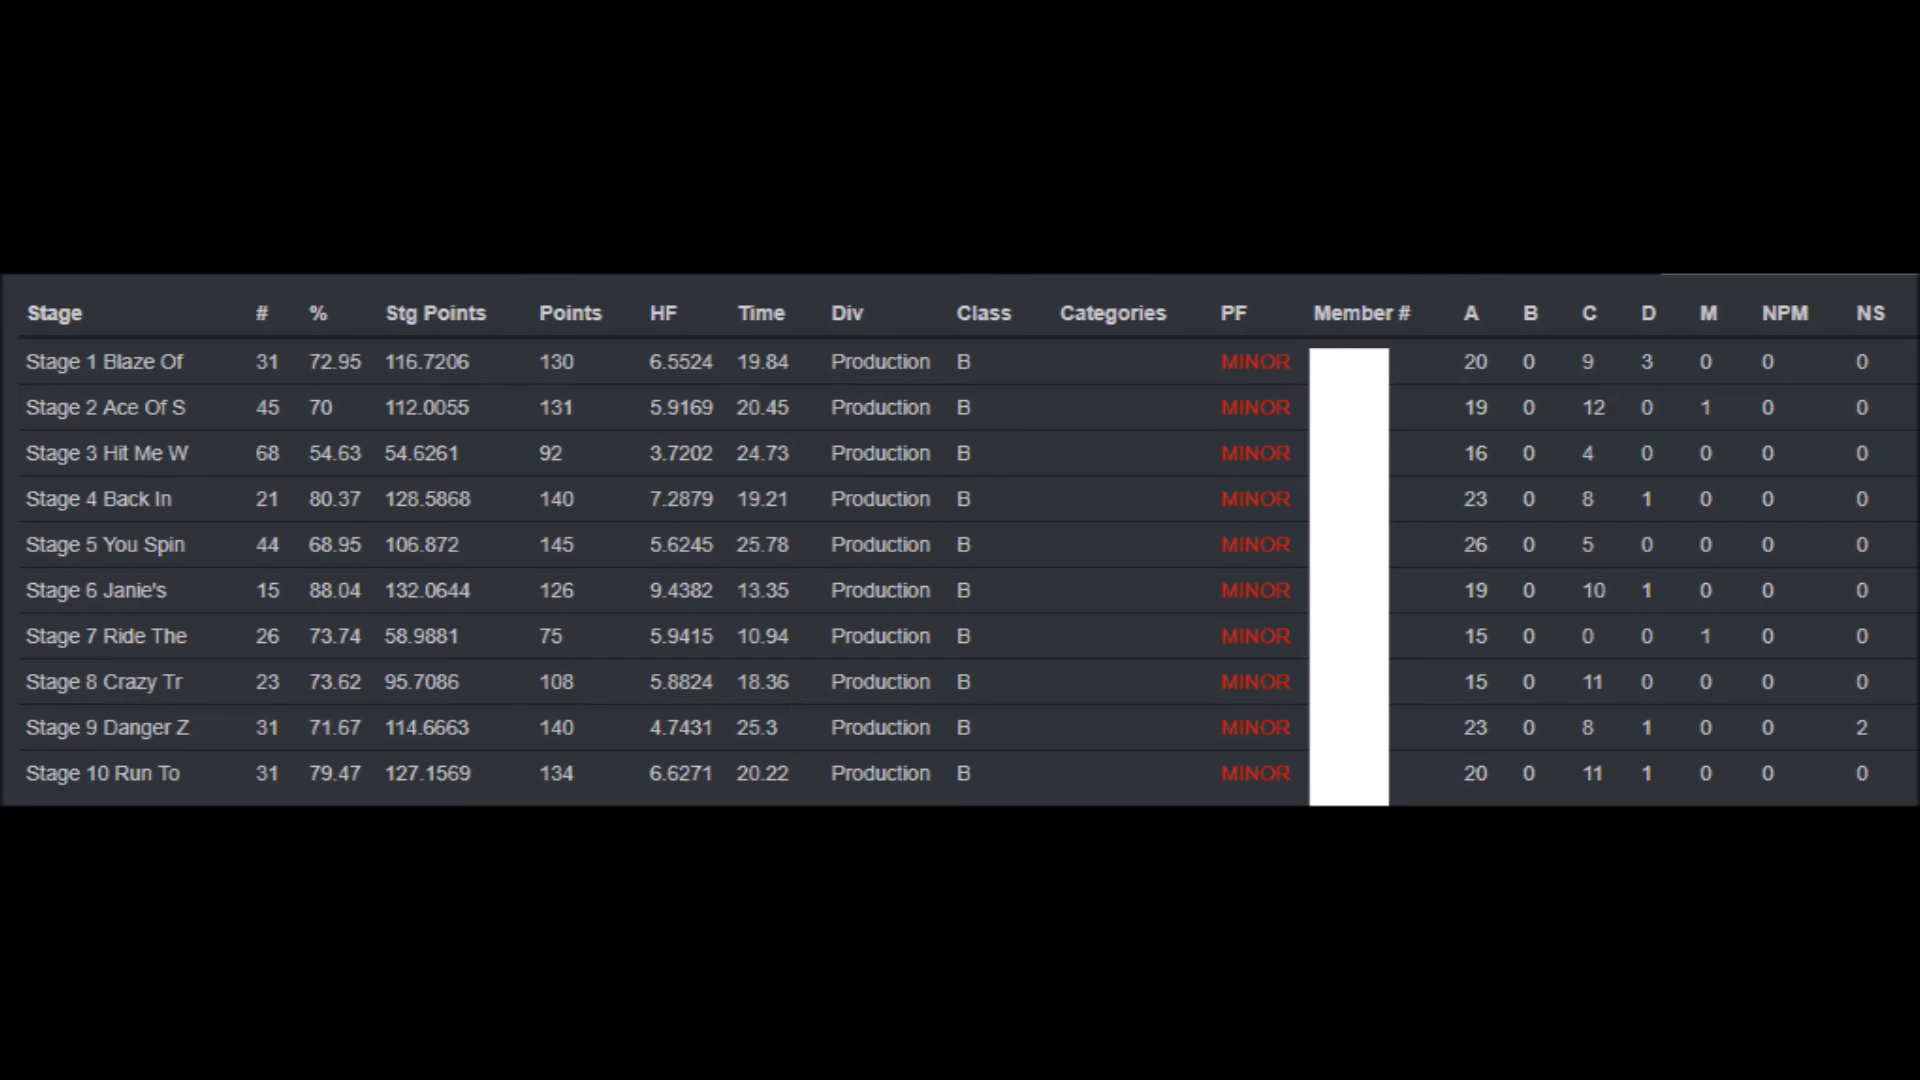 Stage # % Stg Points Points HF Time Div Class Categories PF Member # A B C D M NPM NS
Stage 1 Blaze Of 31 72.95 116.7206 130 6.5524 19.84 Production B MINOR 20 0 9 3 0 0 0
Stage 2 Ace Of S 45 70 112.0055 131 5.9169 20.45 Production B MINOR 19 0 12 0 1 0 0
Stage 3 Hit Me W 68 54.63 54.6261 92 3.7202 24.73 Production B MINOR 16 0 4 0 0 0 0
Stage 4 Back In 21 80.37 128.5868 140 7.2879 19.21 Production B MINOR 23 0 8 1 0 0 0
Stage 5 You Spin 44 68.95 106.872 145 5.6245 25.78 Production B MINOR 26 0 5 0 0 0 0
Stage 6 Janie's 15 88.04 132.0644 126 9.4382 13.35 Production B MINOR 19 0 10 1 0 0 0
Stage 7 Ride The 26 73.74 58.9881 75 5.9415 10.94 Production B MINOR 15 0 0 0 1 0 0
Stage 8 Crazy Tr 23 73.62 95.7086 108 5.8824 18.36 Production B MINOR 15 0 11 0 0 0 0
Stage 9 Danger Z 31 71.67 114.6663 140 4.7431 25.3 Production B MINOR 23 0 8 1 0 0 2
Stage 10 Run To 31 79.47 127.1569 134 6.6271 20.22 Production B MINOR 20 0 11 1 0 0 0